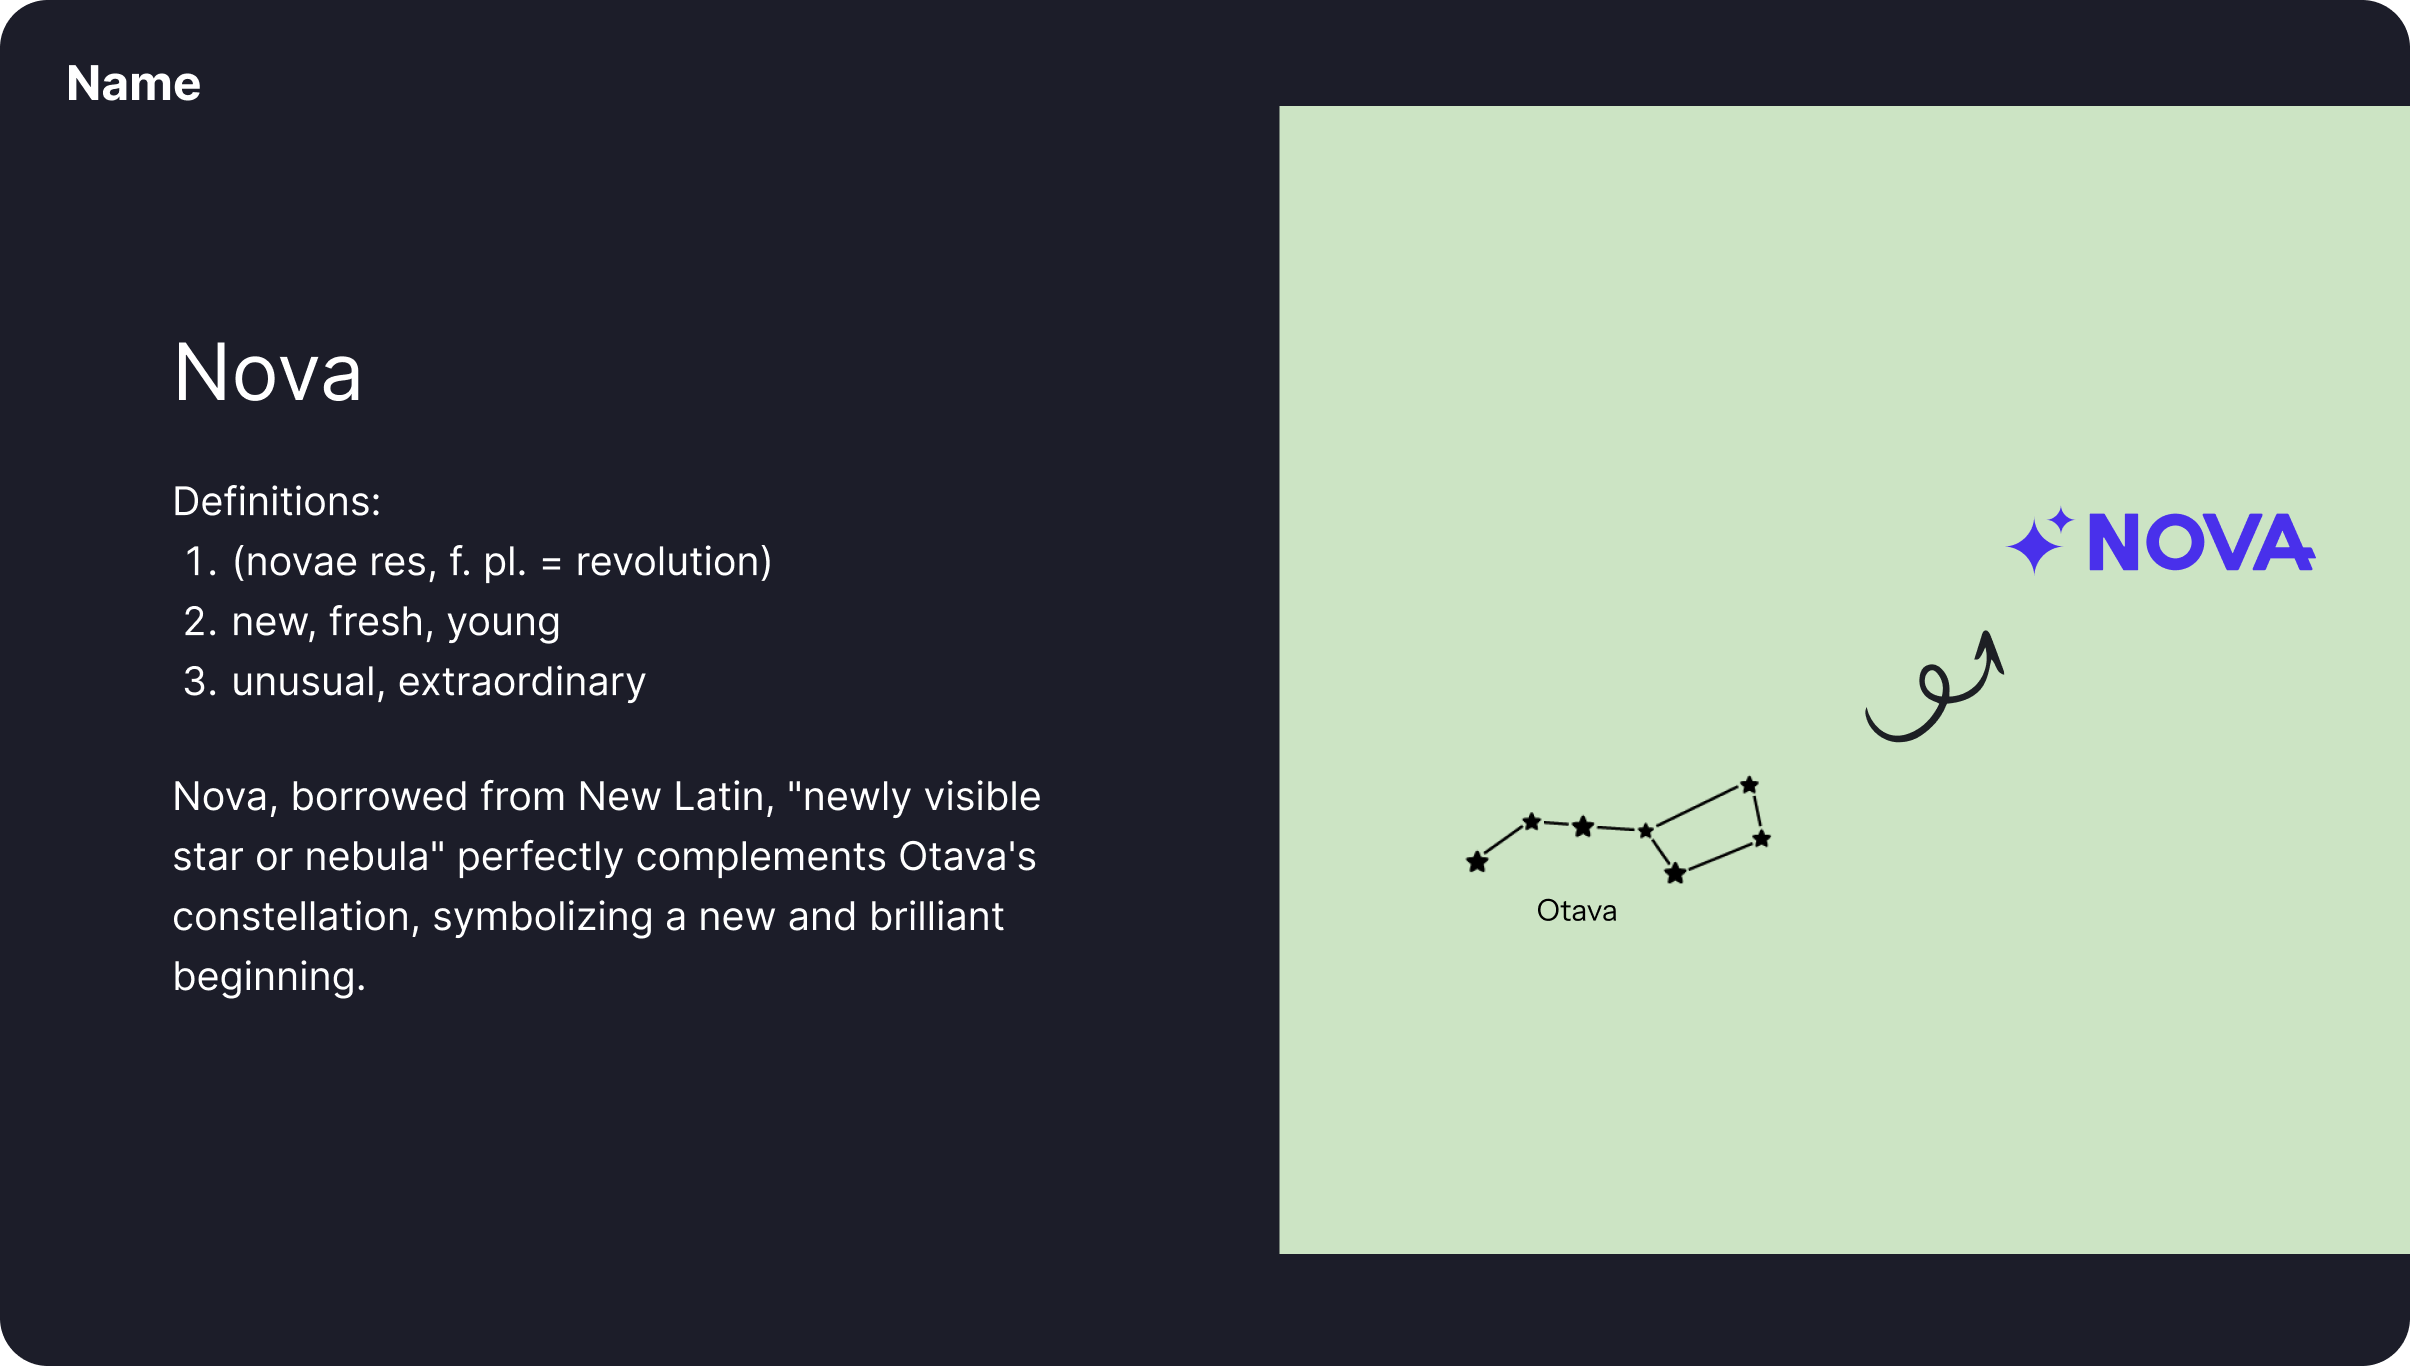 Name
Nova
Definitions:
1. (novae res, f. pl. = revolution)
2. new, fresh, young
3. unusual, extraordinary
Nova, borrowed from New Latin, "newly visible
star or nebula" perfectly complements Otava's
constellation, symbolizing a new and brilliant
beginning.
NOVA
Otava